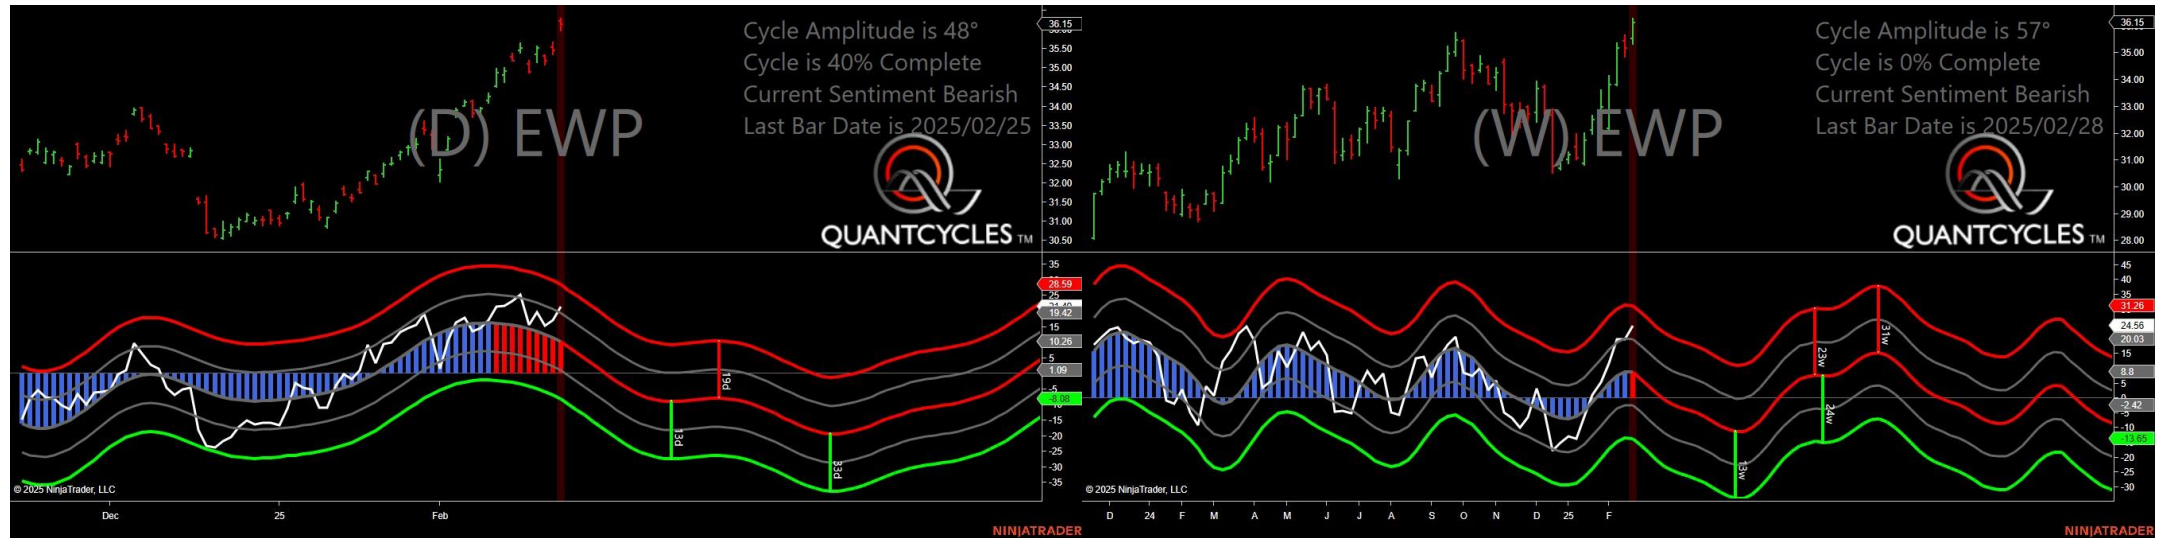 Cycle Amplitude is 48°
Cycle is 40% Complete
Current Sentiment Bearish
Last Bar Date is 2025/02/25
(D) EWP
QUANTCYCLES TM
36.15
35.50
35.00
34.50
34.00
33.50
33.00
32.50
32.00
31.50
31.00
30.50
35
28.59
25
19.42
15
10.26
5
1.09
-5
-8.08
-15
-20
-25
-30
-35
19d
13d
33d
© 2025 NinjaTrader, LLC
Dec
25
Feb
NINJATRADER
Cycle Amplitude is 57°
Cycle is 0% Complete
Current Sentiment Bearish
Last Bar Date is 2025/02/28
(W) EWP
QUANTCYCLES TM
36.15
35.00
34.00
33.00
32.00
31.00
30.00
29.00
28.00
45
40
35
31.26
24.56
20.03
15
8.8
5
-2.42
-5
-10
-13.65
-20
-25
-30
23w
31w
24w
13w
© 2025 NinjaTrader, LLC
D
24
F
M
A
M
J
J
A
S
O
N
D
25
F
NINJATRADER